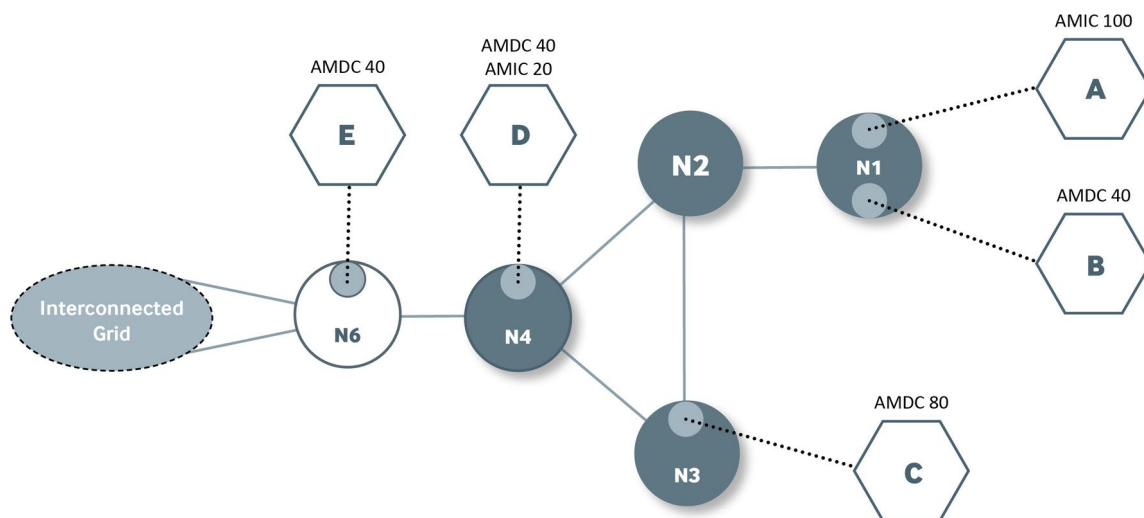 AMIC 100
A
AMDC 40
AMIC 20
AMDC 40
E
D
N2
N1
AMDC 40
B
Interconnected
Grid
N6
N4
AMDC 80
C
N3